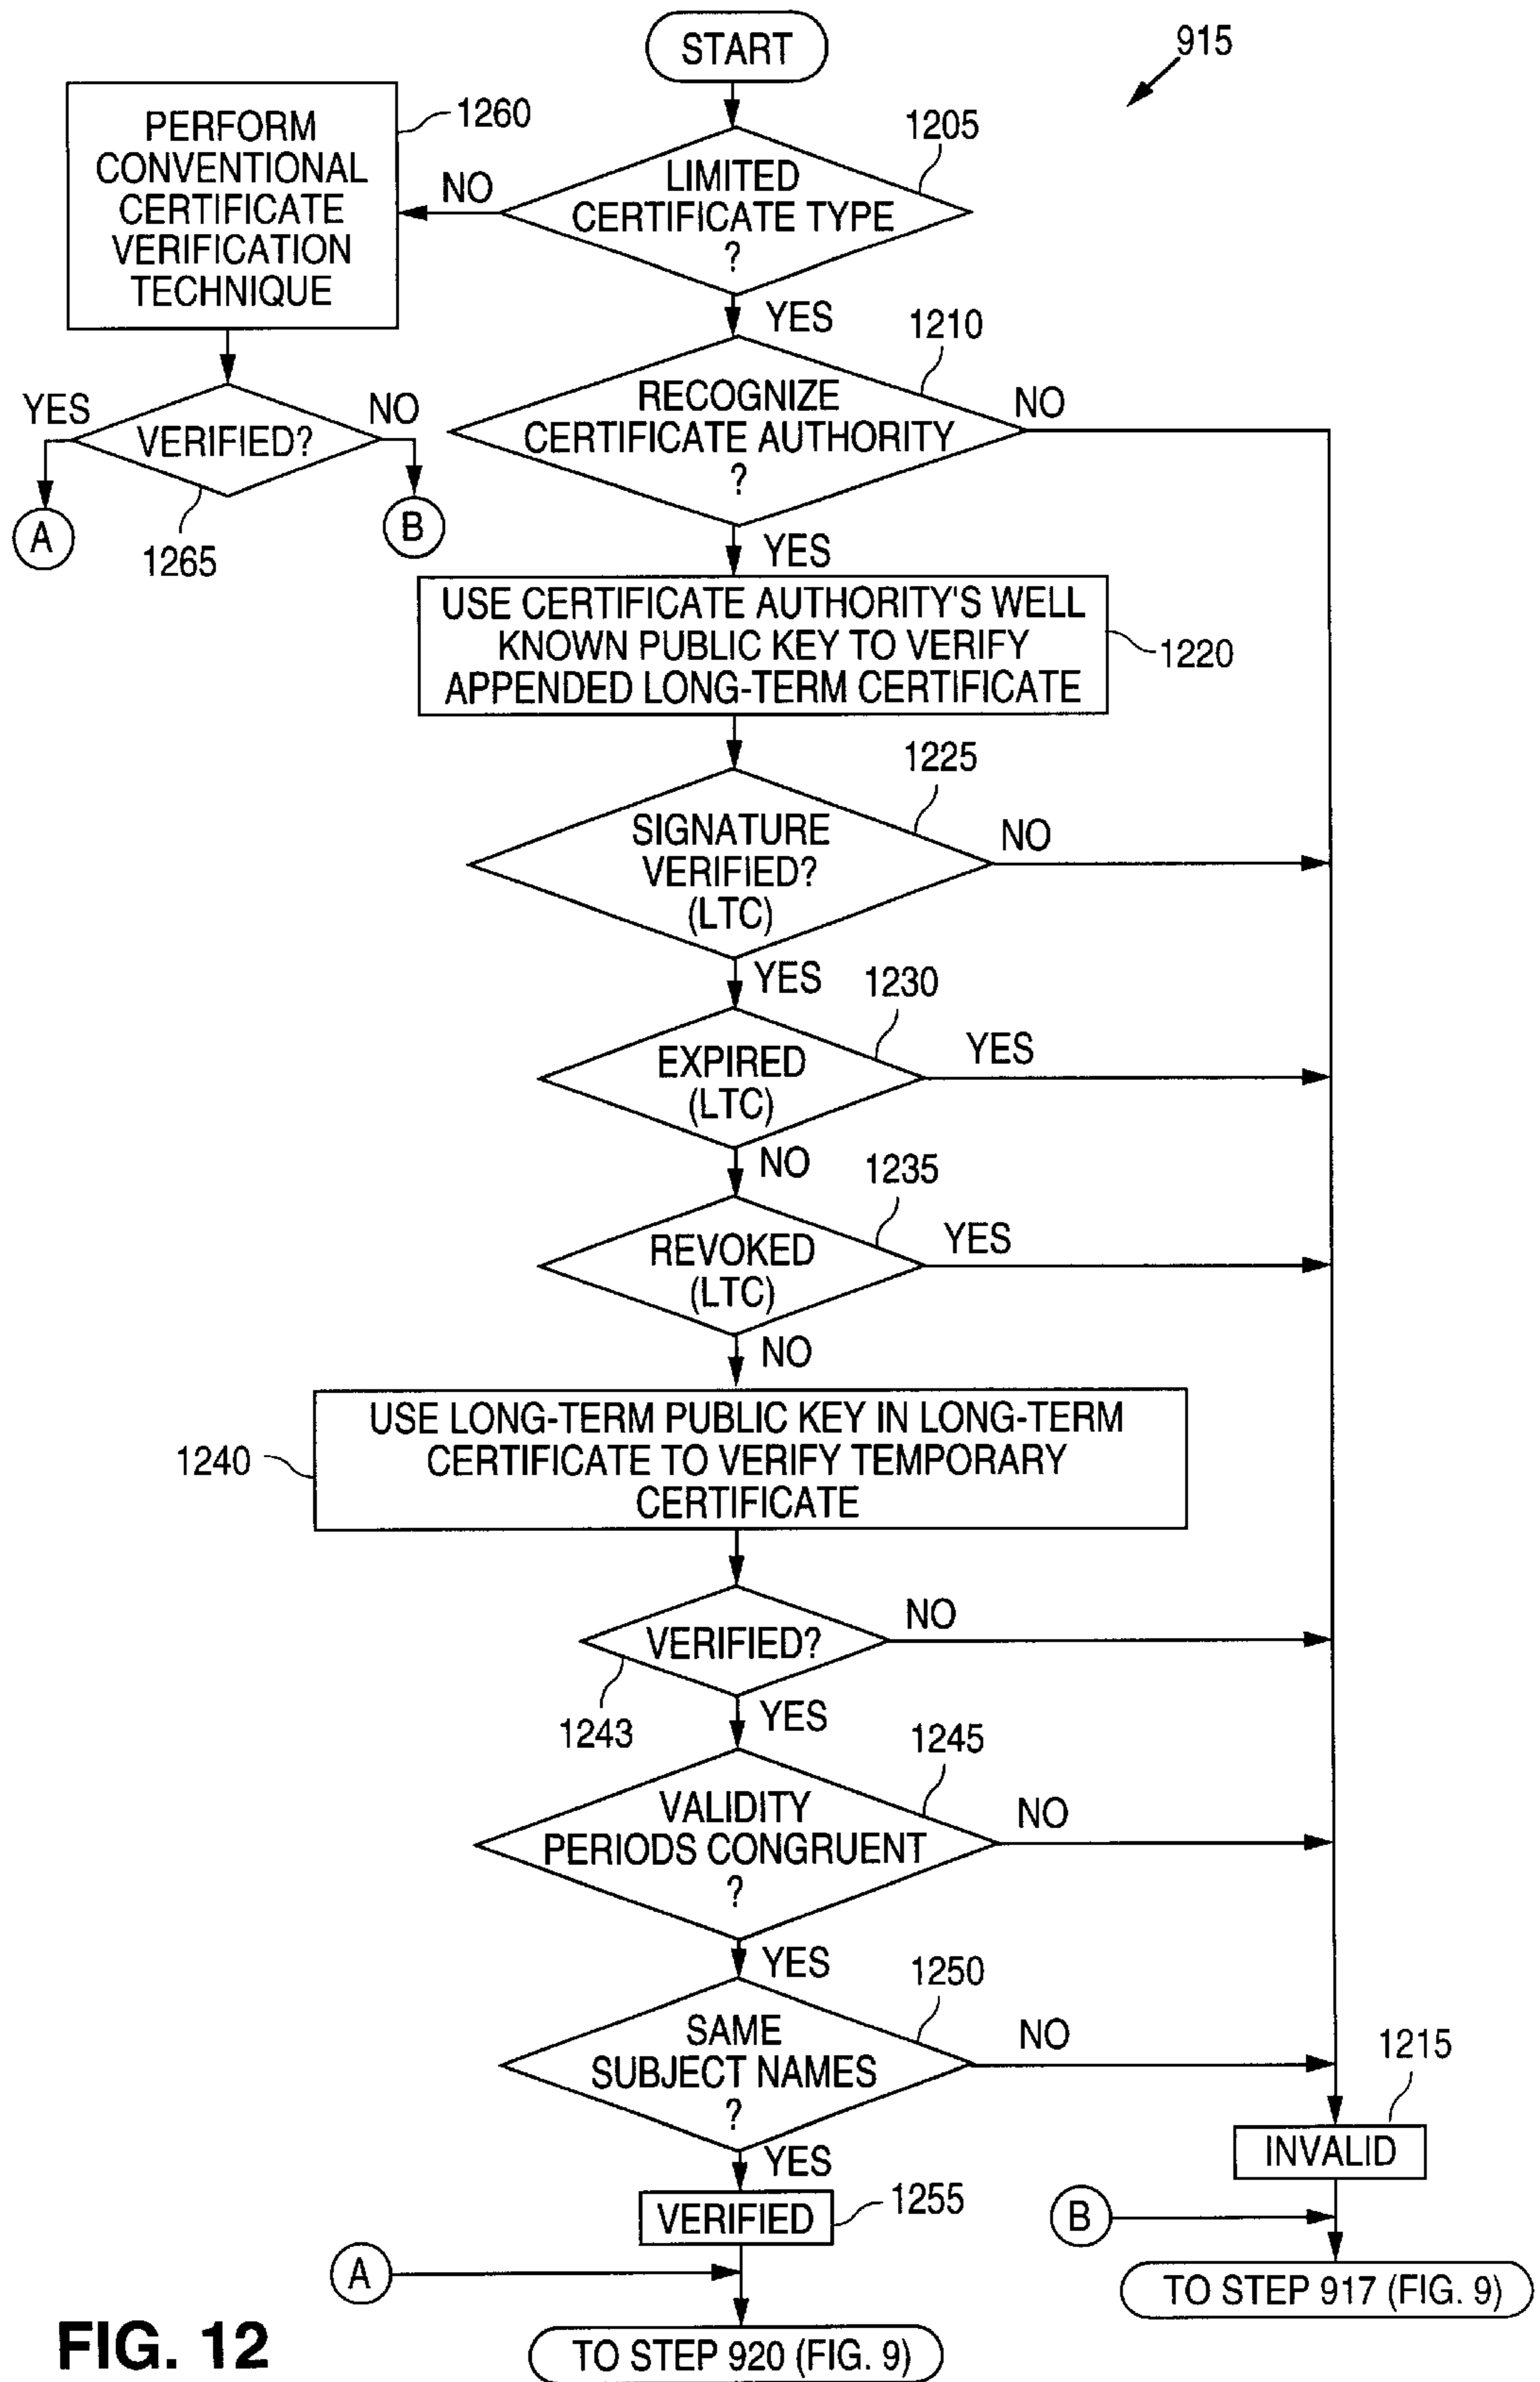 START
915
PERFORM
CONVENTIONAL
CERTIFICATE
VERIFICATION
TECHNIQUE
1260
NO
LIMITED
CERTIFICATE TYPE
?
1205
YES
1210
RECOGNIZE
CERTIFICATE AUTHORITY
?
NO
YES
VERIFIED?
NO
A
B
1265
YES
USE CERTIFICATE AUTHORITY'S WELL
KNOWN PUBLIC KEY TO VERIFY
APPENDED LONG-TERM CERTIFICATE
1220
1225
SIGNATURE
VERIFIED?
(LTC)
NO
YES
1230
EXPIRED
(LTC)
YES
NO
1235
REVOKED
(LTC)
YES
NO
USE LONG-TERM PUBLIC KEY IN LONG-TERM
CERTIFICATE TO VERIFY TEMPORARY
CERTIFICATE
1240
VERIFIED?
NO
1243
YES
1245
VALIDITY
PERIODS CONGRUENT
?
NO
YES
1250
SAME
SUBJECT NAMES
?
NO
1215
INVALID
YES
VERIFIED
1255
B
A
TO STEP 917 (FIG. 9)
TO STEP 920 (FIG. 9)
FIG. 12